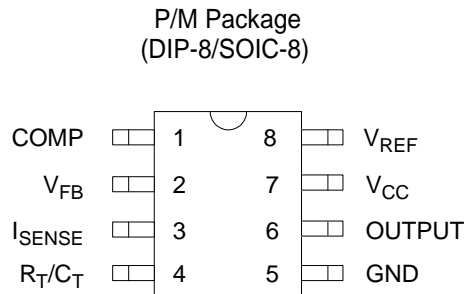 P/M Package
(DIP-8/SOIC-8)
COMP 1 8 VREF
VFB 2 7 VCC
ISENSE 3 6 OUTPUT
RT/CT 4 5 GND